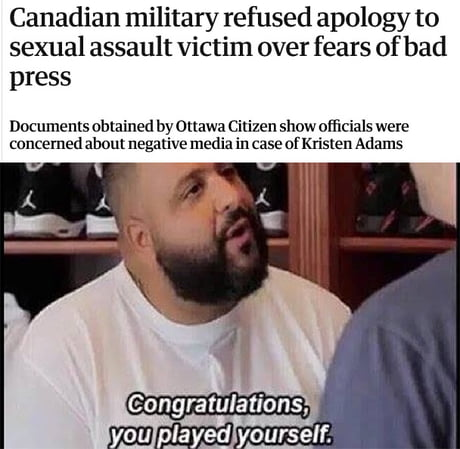 Canadian military refused apology to
sexual assault victim over fears of bad
press
Documents obtained by Ottawa Citizen show officials were
concerned about negative media in case of Kristen Adams
Congratulations,
you played yourself.